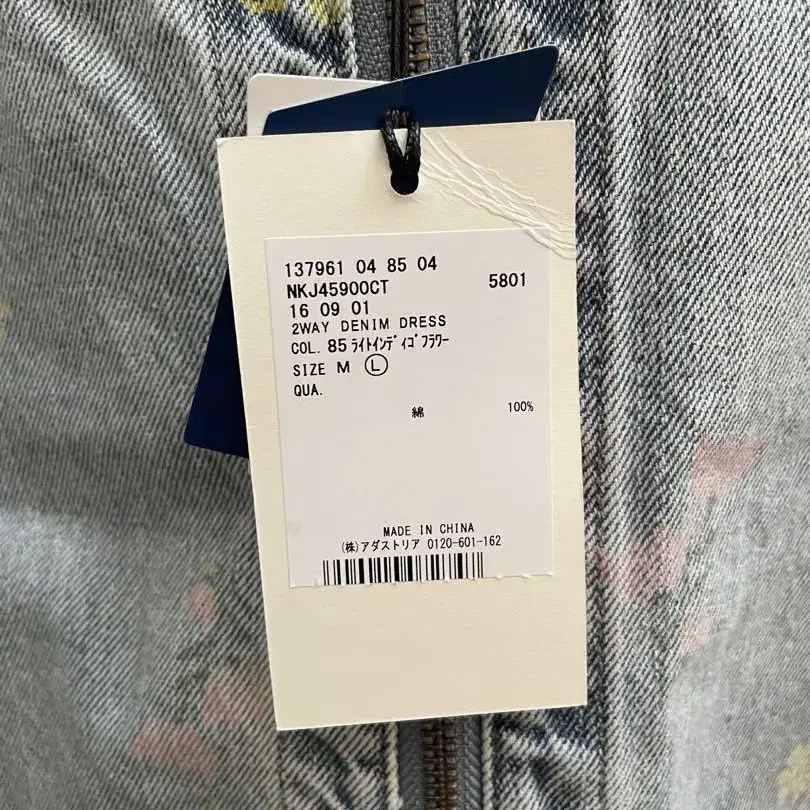 137961 04 85 04
NKJ45900CT 5801
16 09 01
2WAY DENIM DRESS
COL. 85 ﾗｲﾄｲﾝﾃﾞｨｺﾞﾌﾗﾜｰ
SIZE M Ⓛ
QUA.
綿 100%
MADE IN CHINA
(株)アダストリア 0120-601-162